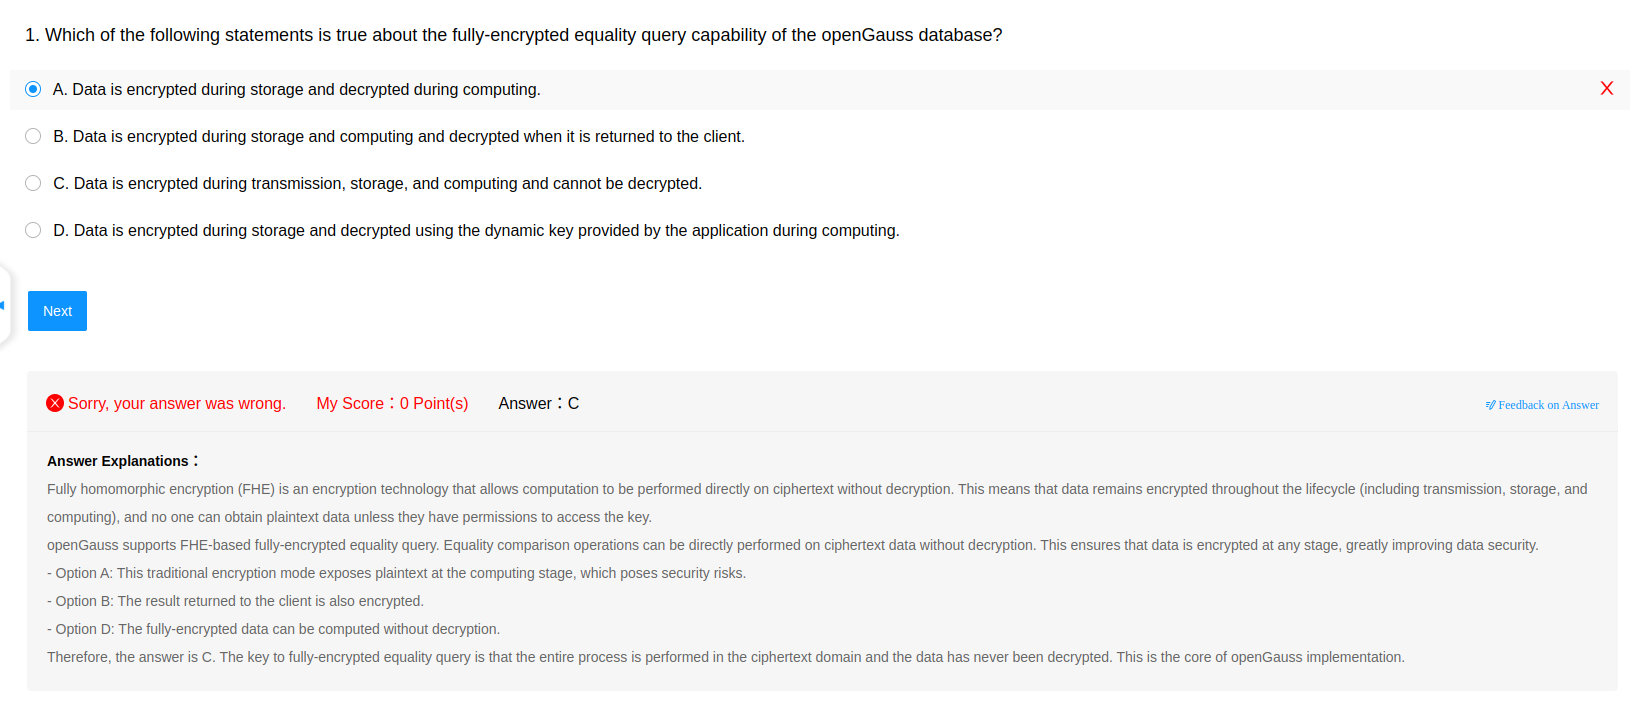 1. Which of the following statements is true about the fully-encrypted equality query capability of the openGauss database?
A. Data is encrypted during storage and decrypted during computing.
B. Data is encrypted during storage and computing and decrypted when it is returned to the client.
C. Data is encrypted during transmission, storage, and computing and cannot be decrypted.
D. Data is encrypted during storage and decrypted using the dynamic key provided by the application during computing.
Next
Sorry, your answer was wrong. My Score：0 Point(s) Answer：C Feedback on Answer
Answer Explanations：
Fully homomorphic encryption (FHE) is an encryption technology that allows computation to be performed directly on ciphertext without decryption. This means that data remains encrypted throughout the lifecycle (including transmission, storage, and
computing), and no one can obtain plaintext data unless they have permissions to access the key.
openGauss supports FHE-based fully-encrypted equality query. Equality comparison operations can be directly performed on ciphertext data without decryption. This ensures that data is encrypted at any stage, greatly improving data security.
- Option A: This traditional encryption mode exposes plaintext at the computing stage, which poses security risks.
- Option B: The result returned to the client is also encrypted.
- Option D: The fully-encrypted data can be computed without decryption.
Therefore, the answer is C. The key to fully-encrypted equality query is that the entire process is performed in the ciphertext domain and the data has never been decrypted. This is the core of openGauss implementation.